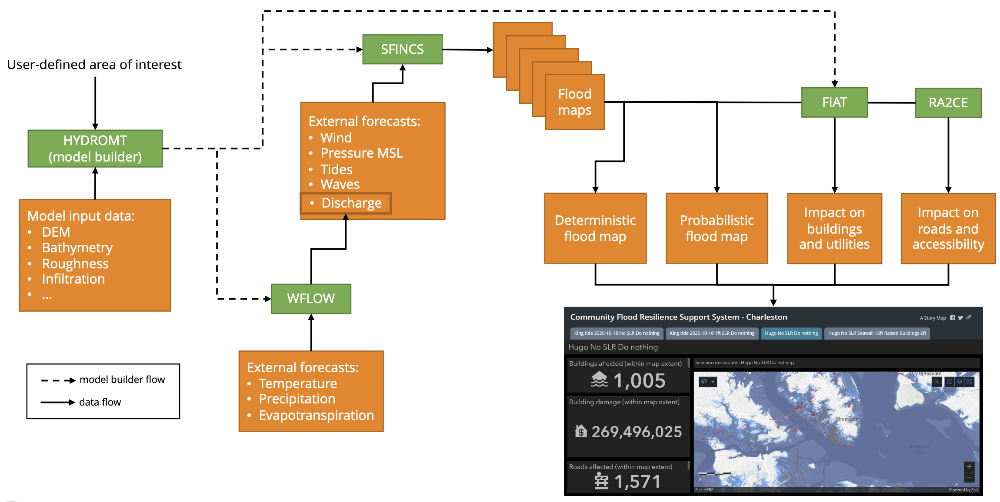 User-defined area of interest
HYDROMT
(model builder)
Model input data:
• DEM
• Bathymetry
• Roughness
• Infiltration
• ...
model builder flow
data flow
SFINCS
External forecasts:
• Wind
• Pressure MSL
• Tides
• Waves
• Discharge
WFLOW
External forecasts:
• Temperature
• Precipitation
• Evapotranspiration
Flood
maps
FIAT
RA2CE
Deterministic
flood map
Probabilistic
flood map
Impact on
buildings
and utilities
Impact on
roads and
accessibility
Community Flood Resilience Support System - Charleston
A Story Map
King tide 2020-10-18 No SLR Do nothing
King tide 2020-10-18 1ft SLR Do nothing
Hugo No SLR Do nothing
Hugo No SLR Seawall 15ft Raised Buildings 6ft
Hugo No SLR Do nothing
Buildings affected (within map extent)
1,005
Building damage (within map extent)
$ 269,496,025
Roads affected (within map extent)
1,571
Scenario description: Hugo No SLR Do nothing
Mt Pleasant
Charleston
Charleston
Harbor
0
Esri, HERE
Powered by Esri